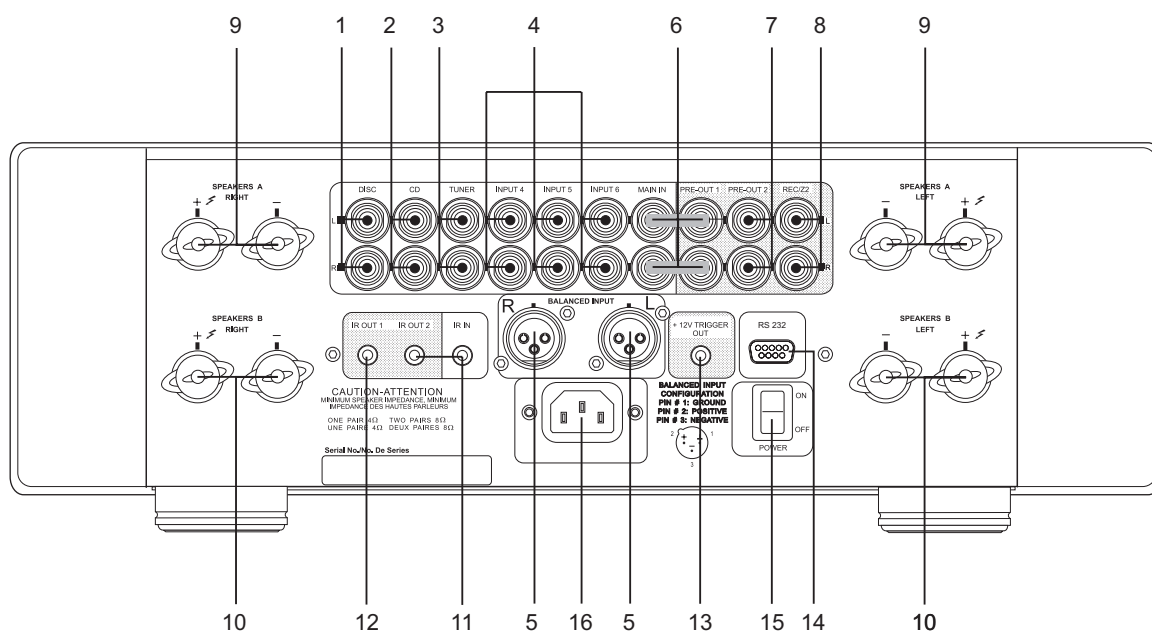 9 1 2 3 4 6 7 8 9
SPEAKERS A
RIGHT
+ −
DISC CD TUNER INPUT 4 INPUT 5 INPUT 6 MAIN IN PRE-OUT 1 PRE-OUT 2 REC/Z2
L L
R R
SPEAKERS A
LEFT
− +
SPEAKERS B
RIGHT
+ −
IR OUT 1 IR OUT 2 IR IN
R BALANCED INPUT L
+ 12V TRIGGER
OUT
RS 232
SPEAKERS B
LEFT
− +
CAUTION-ATTENTION
MINIMUM SPEAKER IMPEDANCE, MINIMUM
IMPEDANCE DES HAUTES PARLEURS
ONE PAIR 4Ω TWO PAIRS 8Ω
UNE PAIRE 4Ω DEUX PAIRES 8Ω
Serial No./No. De Series
BALANCED INPUT
CONFIGURATION
PIN # 1: GROUND
PIN # 2: POSITIVE
PIN # 3: NEGATIVE
2 + − 1
3
ON
OFF
POWER
10 12 11 5 16 5 13 15 14 10